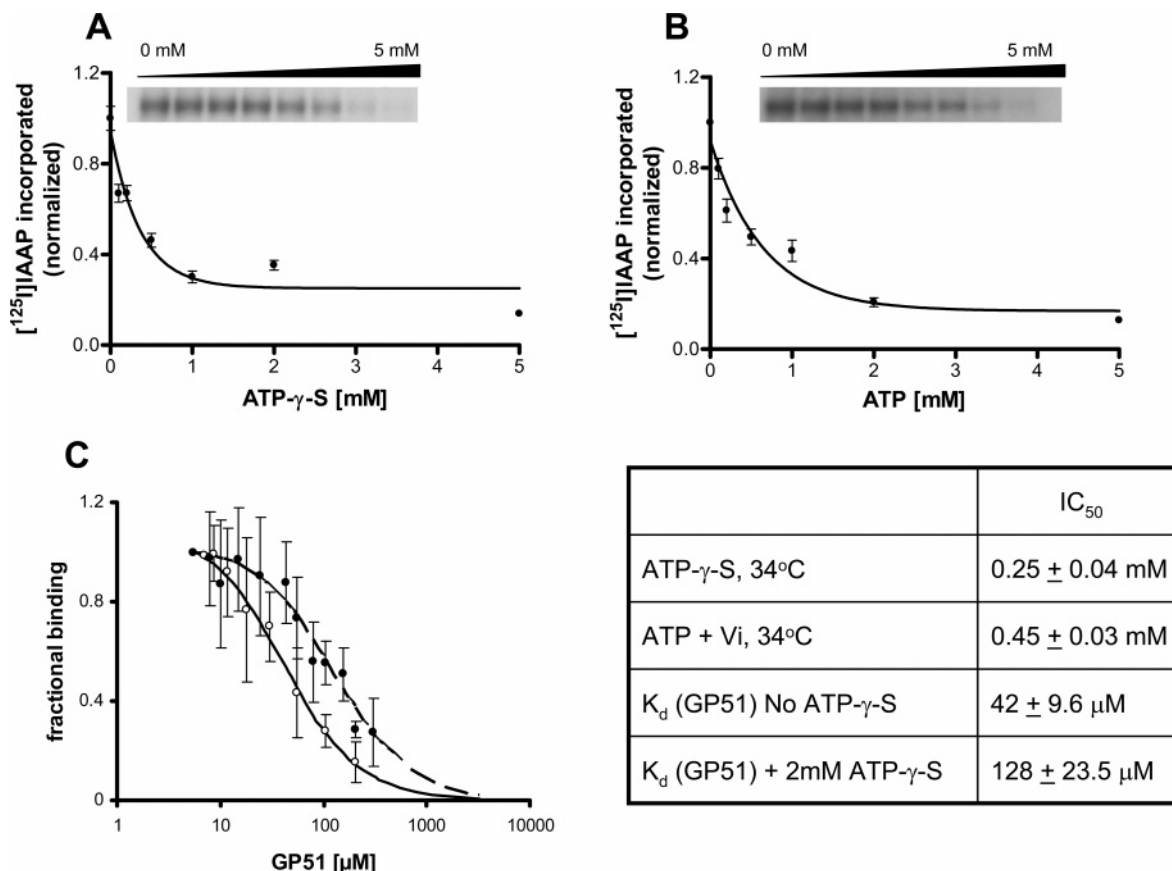 A
0 mM 5 mM
1.2
0.8
0.4
0.0
0 1 2 3 4 5
[¹²⁵I]IAAP incorporated
(normalized)
ATP-γ-S [mM]
B
0 mM 5 mM
1.2
0.8
0.4
0.0
0 1 2 3 4 5
[¹²⁵I]IAAP incorporated
(normalized)
ATP [mM]
C
1.2
0.8
0.4
0
1 10 100 1000 10000
fractional binding
GP51 [µM]
IC₅₀
ATP-γ-S, 34°C 0.25 ± 0.04 mM
ATP + Vi, 34°C 0.45 ± 0.03 mM
K_d (GP51) No ATP-γ-S 42 ± 9.6 µM
K_d (GP51) + 2mM ATP-γ-S 128 ± 23.5 µM